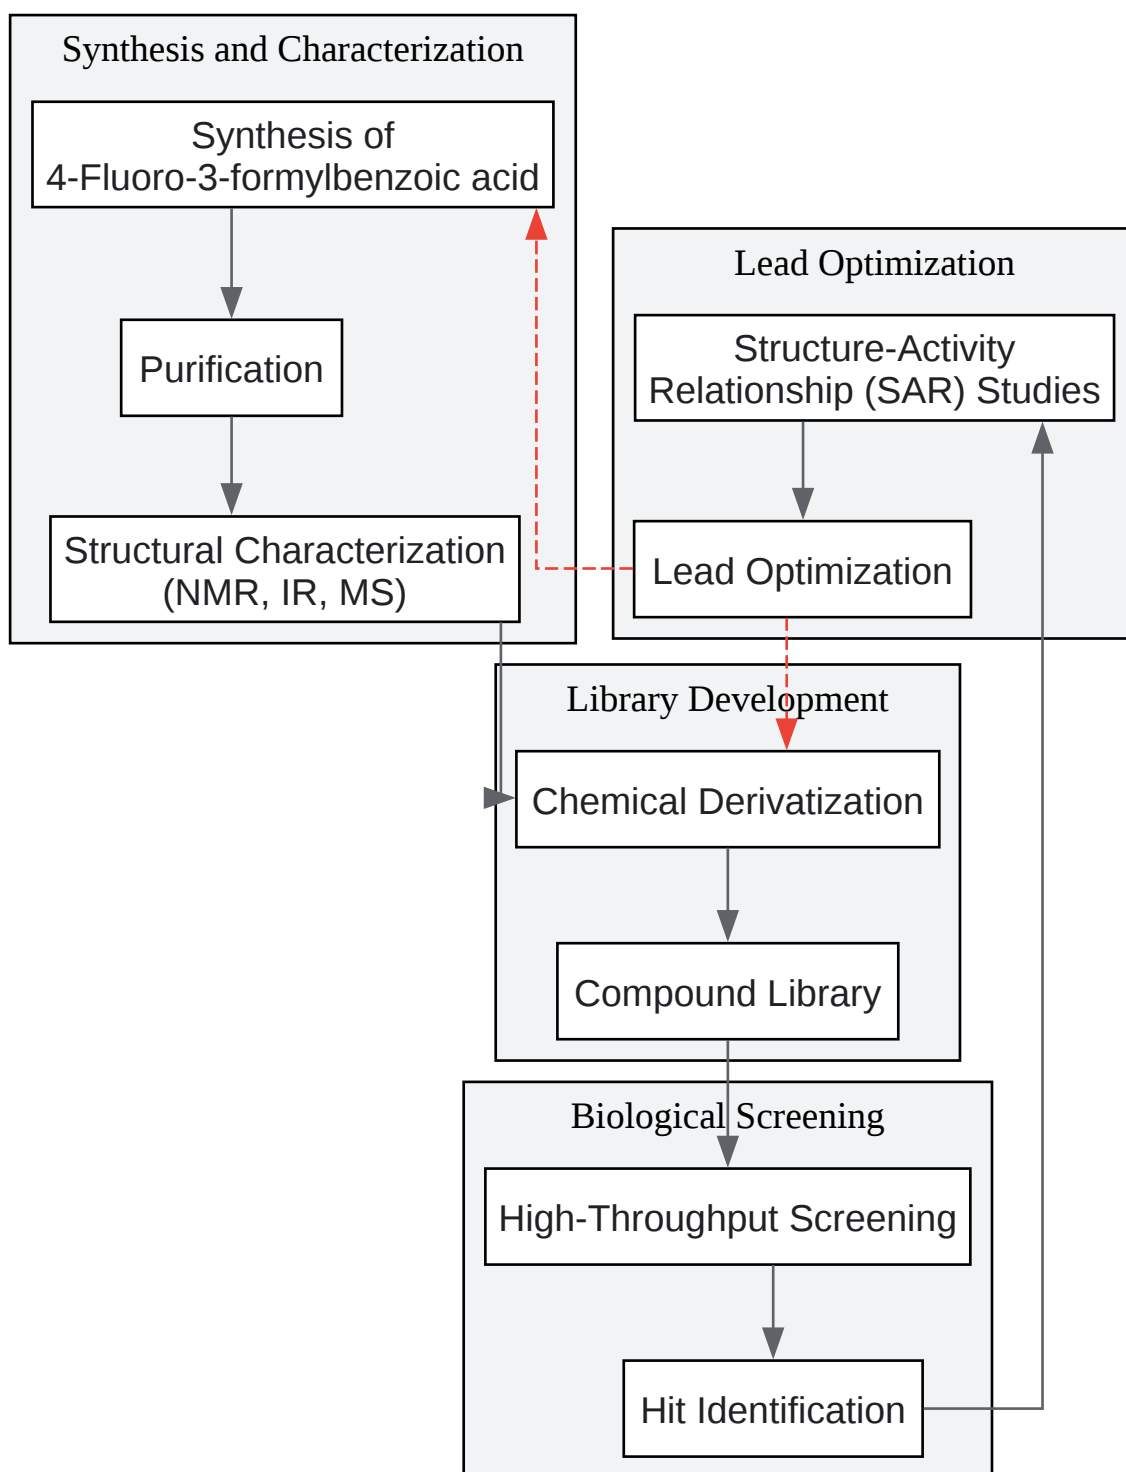 Synthesis and Characterization
Synthesis of
4-Fluoro-3-formylbenzoic acid
Purification
Structural Characterization
(NMR, IR, MS)
Lead Optimization
Structure-Activity
Relationship (SAR) Studies
Lead Optimization
Library Development
Chemical Derivatization
Compound Library
Biological Screening
High-Throughput Screening
Hit Identification